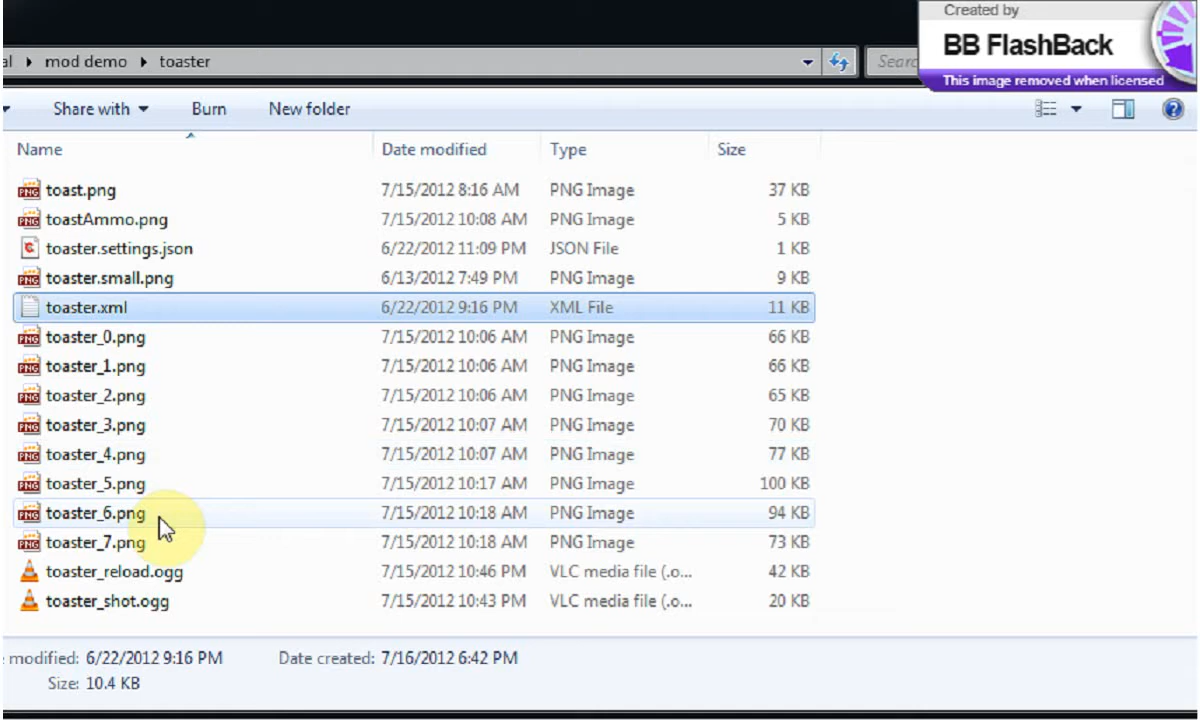 Created by
BB FlashBack
This image removed when licensed
al ▸ mod demo ▸ toaster
Searc
Share with Burn New folder
Name Date modified Type Size
toast.png 7/15/2012 8:16 AM PNG Image 37 KB
toastAmmo.png 7/15/2012 10:08 AM PNG Image 5 KB
toaster.settings.json 6/22/2012 11:09 PM JSON File 1 KB
toaster.small.png 6/13/2012 7:49 PM PNG Image 9 KB
toaster.xml 6/22/2012 9:16 PM XML File 11 KB
toaster_0.png 7/15/2012 10:06 AM PNG Image 66 KB
toaster_1.png 7/15/2012 10:06 AM PNG Image 66 KB
toaster_2.png 7/15/2012 10:06 AM PNG Image 65 KB
toaster_3.png 7/15/2012 10:07 AM PNG Image 70 KB
toaster_4.png 7/15/2012 10:07 AM PNG Image 77 KB
toaster_5.png 7/15/2012 10:17 AM PNG Image 100 KB
toaster_6.png 7/15/2012 10:18 AM PNG Image 94 KB
toaster_7.png 7/15/2012 10:18 AM PNG Image 73 KB
toaster_reload.ogg 7/15/2012 10:46 PM VLC media file (.o... 42 KB
toaster_shot.ogg 7/15/2012 10:43 PM VLC media file (.o... 20 KB
modified: 6/22/2012 9:16 PM Date created: 7/16/2012 6:42 PM
Size: 10.4 KB